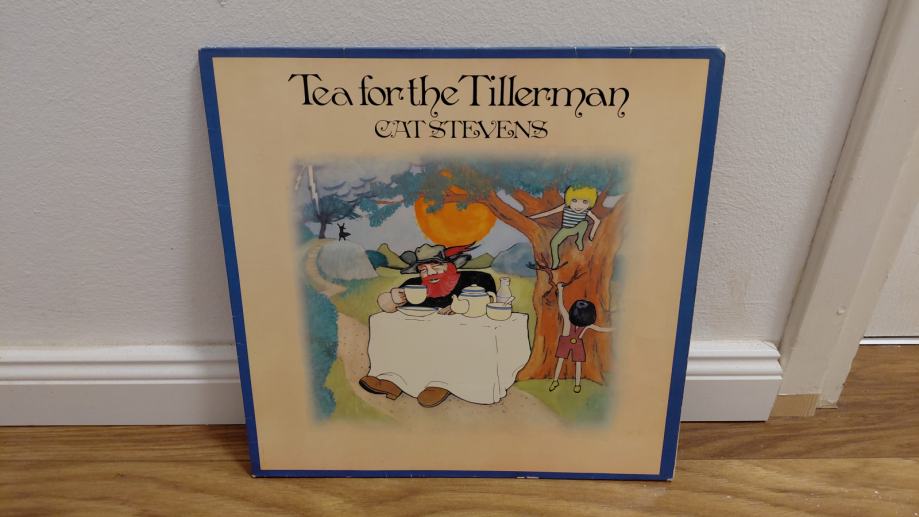 Tea for the Tillerman
CAT STEVENS